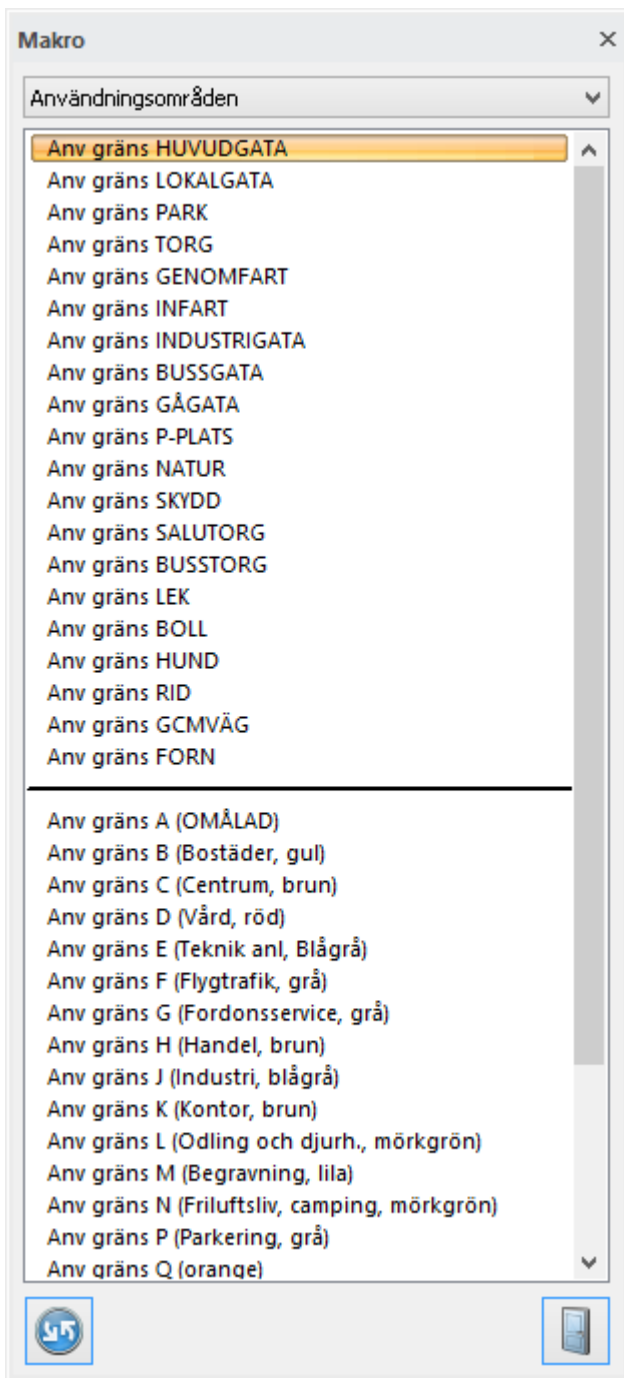 Makro
Användningsområden
Anv gräns HUVUDGATA
Anv gräns LOKALGATA
Anv gräns PARK
Anv gräns TORG
Anv gräns GENOMFART
Anv gräns INFART
Anv gräns INDUSTRIGATA
Anv gräns BUSSGATA
Anv gräns GÅGATA
Anv gräns P-PLATS
Anv gräns NATUR
Anv gräns SKYDD
Anv gräns SALUTORG
Anv gräns BUSSTORG
Anv gräns LEK
Anv gräns BOLL
Anv gräns HUND
Anv gräns RID
Anv gräns GCMVÄG
Anv gräns FORN
Anv gräns A (OMÅLAD)
Anv gräns B (Bostäder, gul)
Anv gräns C (Centrum, brun)
Anv gräns D (Vård, röd)
Anv gräns E (Teknik anl, Blågrå)
Anv gräns F (Flygtrafik, grå)
Anv gräns G (Fordonsservice, grå)
Anv gräns H (Handel, brun)
Anv gräns J (Industri, blågrå)
Anv gräns K (Kontor, brun)
Anv gräns L (Odling och djurh., mörkgrön)
Anv gräns M (Begravning, lila)
Anv gräns N (Friluftsliv, camping, mörkgrön)
Anv gräns P (Parkering, grå)
Anv gräns Q (orange)